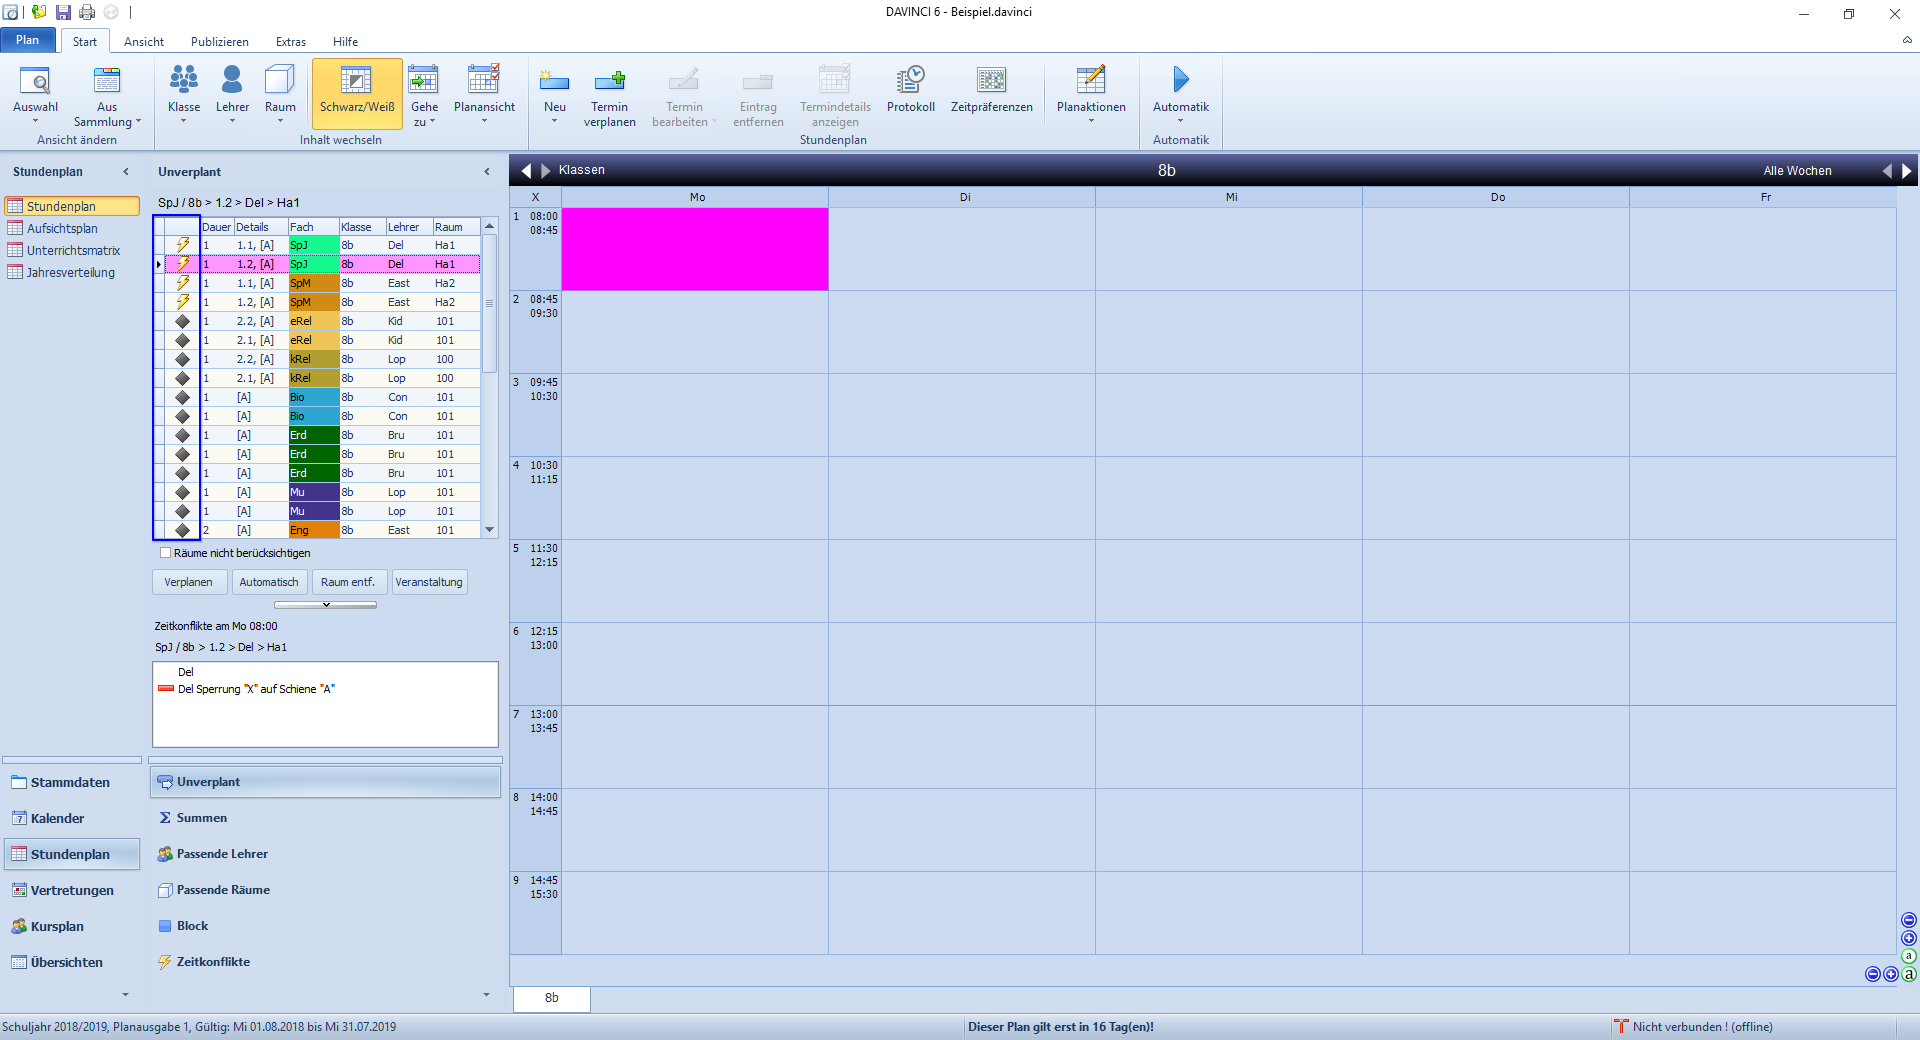 DAVINCI 6 - Beispiel.davinci
Plan Start Ansicht Publizieren Extras Hilfe
Auswahl
Aus Sammlung
Ansicht ändern
Klasse
Lehrer
Raum
Schwarz/Weiß
Gehe zu
Planansicht
Inhalt wechseln
Neu
Termin verplanen
Termin bearbeiten
Eintrag entfernen
Termindetails anzeigen
Protokoll
Zeitpräferenzen
Stundenplan
Planaktionen
Automatik
Automatik
Stundenplan
Stundenplan
Aufsichtsplan
Unterrichtsmatrix
Jahresverteilung
Stammdaten
7 Kalender
Stundenplan
Vertretungen
Kursplan
Übersichten
Unverplant
SpJ / 8b > 1.2 > Del > Ha1
Dauer Details Fach Klasse Lehrer Raum
1 1.1, [A] SpJ 8b Del Ha1
1 1.2, [A] SpJ 8b Del Ha1
1 1.1, [A] SpM 8b East Ha2
1 1.2, [A] SpM 8b East Ha2
1 2.2, [A] eRel 8b Kid 101
1 2.1, [A] eRel 8b Kid 101
1 2.2, [A] kRel 8b Lop 100
1 2.1, [A] kRel 8b Lop 100
1 [A] Bio 8b Con 101
1 [A] Bio 8b Con 101
1 [A] Erd 8b Bru 101
1 [A] Erd 8b Bru 101
1 [A] Erd 8b Bru 101
1 [A] Mu 8b Lop 101
1 [A] Mu 8b Lop 101
2 [A] Eng 8b East 101
Räume nicht berücksichtigen
Verplanen Automatisch Raum entf. Veranstaltung
Zeitkonflikte am Mo 08:00
SpJ / 8b > 1.2 > Del > Ha1
Del
Del Sperrung "X" auf Schiene "A"
Unverplant
Σ Summen
Passende Lehrer
Passende Räume
Block
Zeitkonflikte
Klassen 8b Alle Wochen
X Mo Di Mi Do Fr
1 08:00
08:45
2 08:45
09:30
3 09:45
10:30
4 10:30
11:15
5 11:30
12:15
6 12:15
13:00
7 13:00
13:45
8 14:00
14:45
9 14:45
15:30
a
a
8b
Schuljahr 2018/2019, Planausgabe 1, Gültig: Mi 01.08.2018 bis Mi 31.07.2019
Dieser Plan gilt erst in 16 Tag(en)!
Nicht verbunden ! (offline)